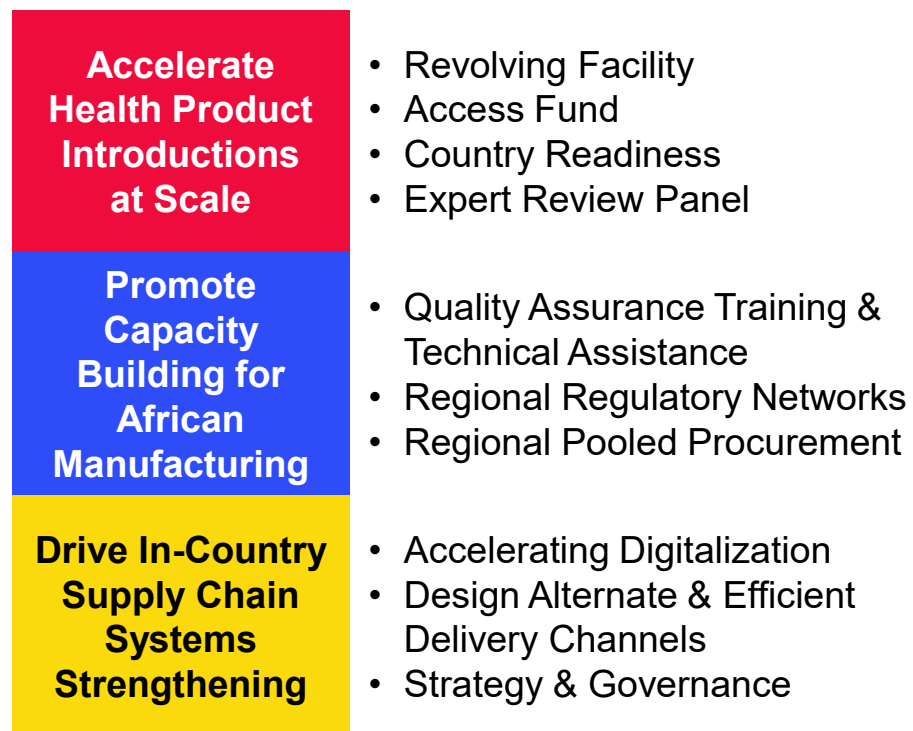 Accelerate
Health Product
Introductions
at Scale
• Revolving Facility
• Access Fund
• Country Readiness
• Expert Review Panel
Promote
Capacity
Building for
African
Manufacturing
• Quality Assurance Training &
Technical Assistance
• Regional Regulatory Networks
• Regional Pooled Procurement
Drive In-Country
Supply Chain
Systems
Strengthening
• Accelerating Digitalization
• Design Alternate & Efficient
Delivery Channels
• Strategy & Governance